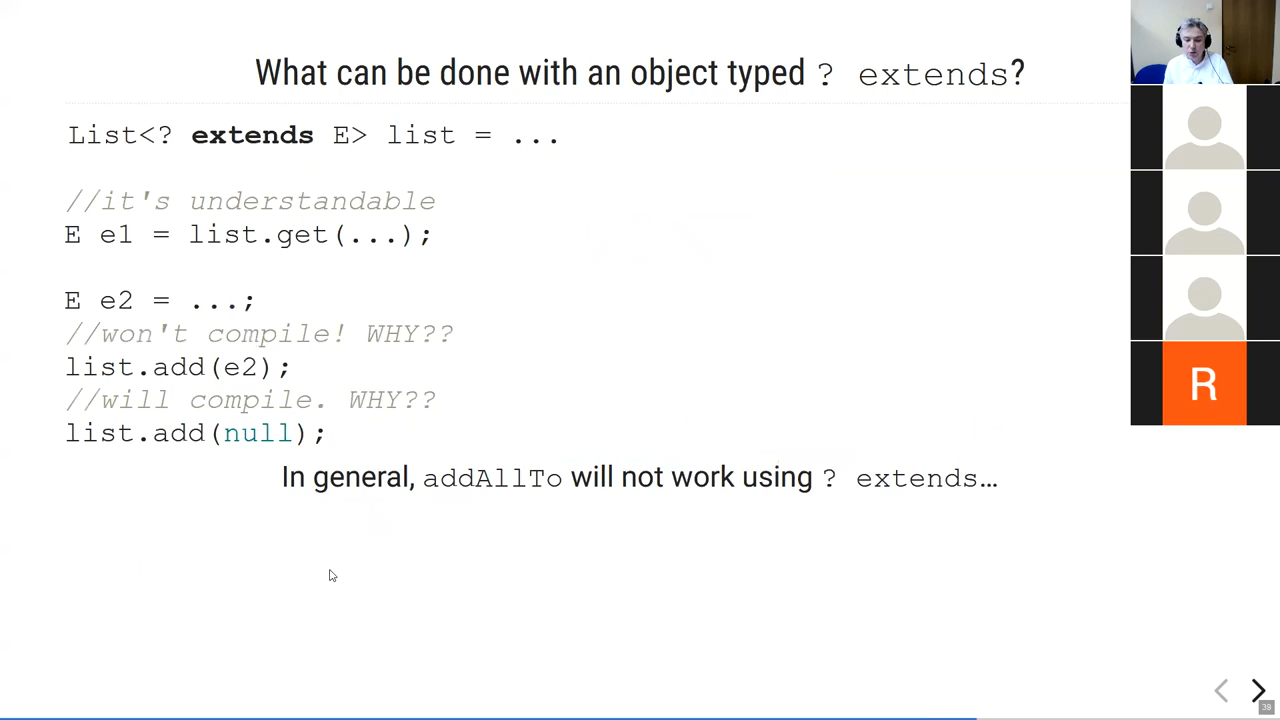 What can be done with an object typed ? extends?
List<? extends E> list = ...
//it's understandable
E e1 = list.get(...);
E e2 = ...;
//won't compile! WHY??
list.add(e2);
//will compile. WHY??
list.add(null);
In general, addAllTo will not work using ? extends…
R
38